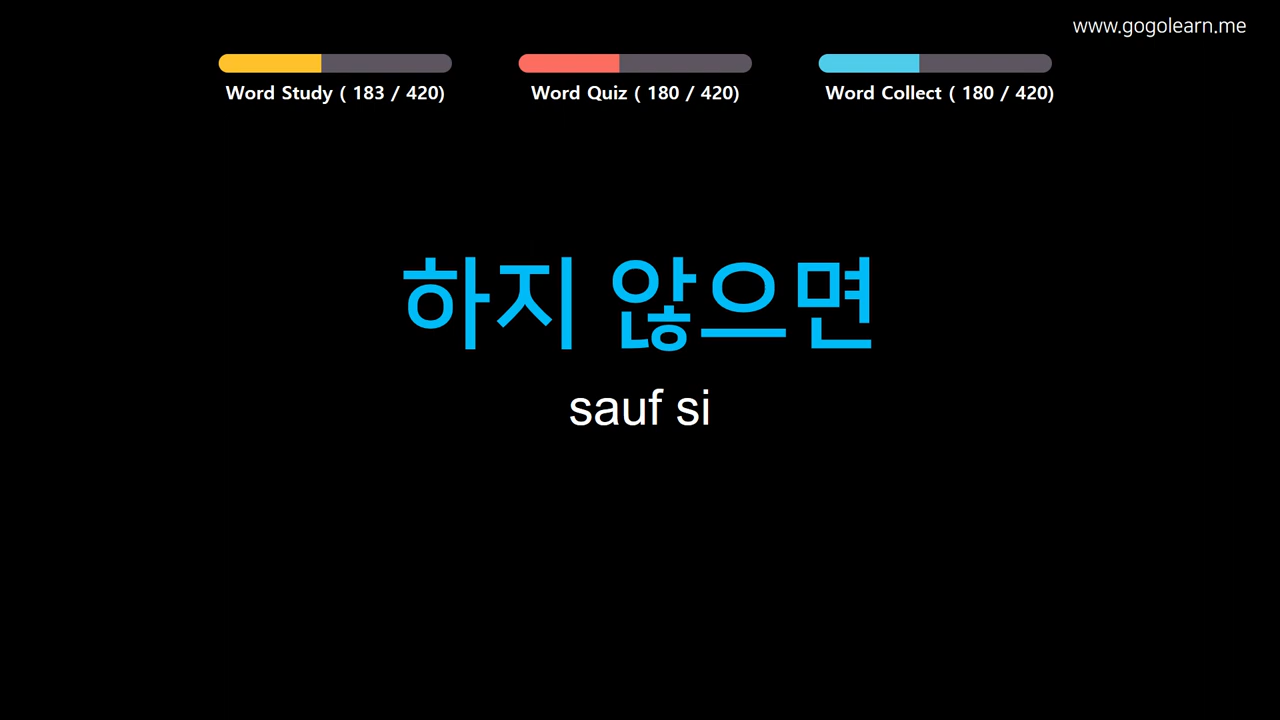 www.gogolearn.me
Word Study ( 183 / 420)
Word Quiz ( 180 / 420)
Word Collect ( 180 / 420)
하지 않으면
sauf si